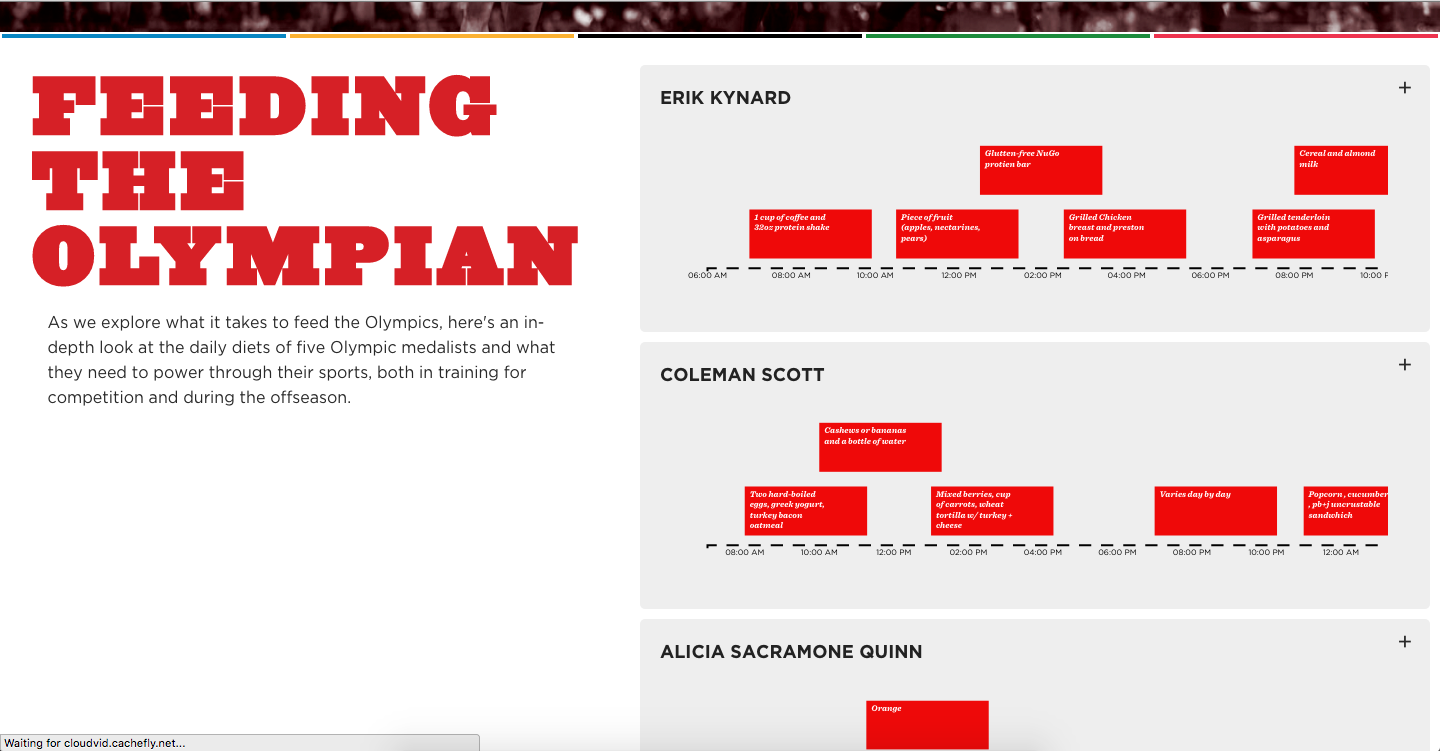 FEEDING
THE
OLYMPIAN
As we explore what it takes to feed the Olympics, here's an in-
depth look at the daily diets of five Olympic medalists and what
they need to power through their sports, both in training for
competition and during the offseason.
ERIK KYNARD
+
Glutten-free NuGo
protien bar
Cereal and almond
milk
1 cup of coffee and
32oz protein shake
Piece of fruit
(apples, nectarines,
pears)
Grilled Chicken
breast and preston
on bread
Grilled tenderloin
with potatoes and
asparagus
06:00 AM 08:00 AM 10:00 AM 12:00 PM 02:00 PM 04:00 PM 06:00 PM 08:00 PM 10:00 P
COLEMAN SCOTT
+
Cashews or bananas
and a bottle of water
Two hard-boiled
eggs, greek yogurt,
turkey bacon
oatmeal
Mixed berries, cup
of carrots, wheat
tortilla w/ turkey +
cheese
Varies day by day
Popcorn , cucumber
, pb+j uncrustable
sandwhich
08:00 AM 10:00 AM 12:00 PM 02:00 PM 04:00 PM 06:00 PM 08:00 PM 10:00 PM 12:00 AM
ALICIA SACRAMONE QUINN
+
Orange
Waiting for cloudvid.cachefly.net...